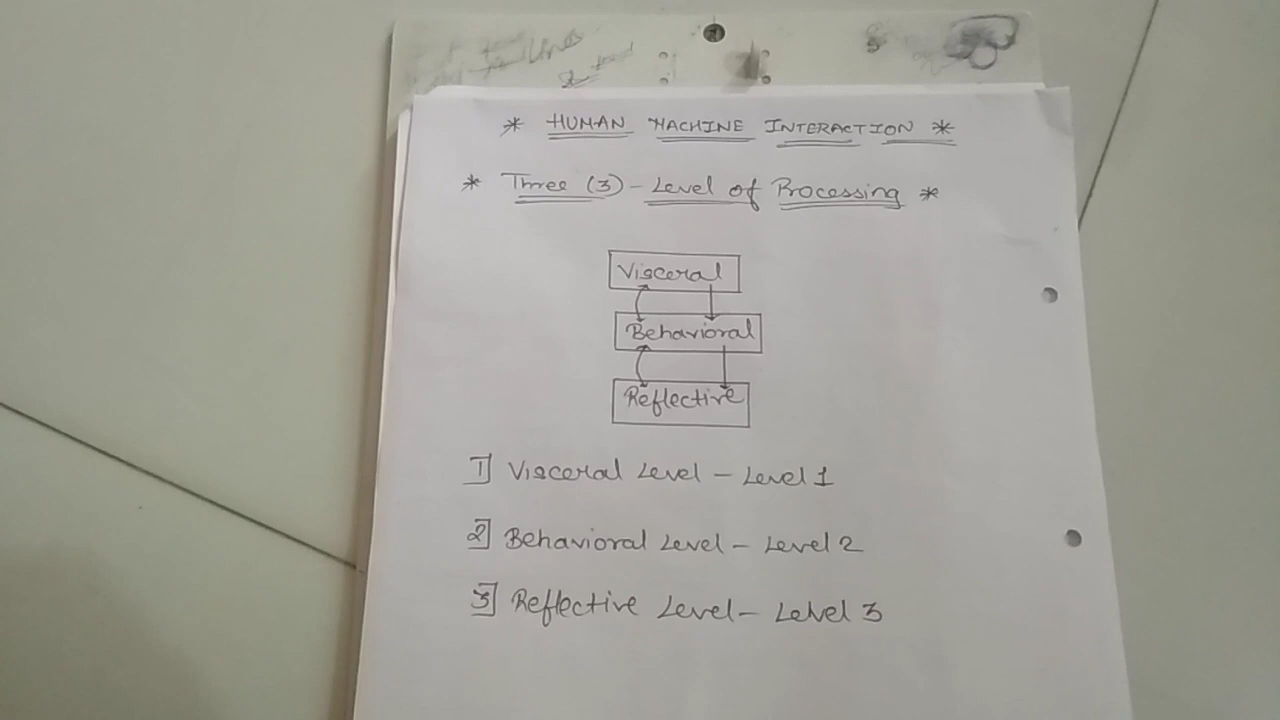 * HUMAN MACHINE INTERACTION *
* Three (3) - Level of Processing *
Visceral
Behavioral
Reflective
1] Visceral Level - Level 1
2] Behavioral Level - Level 2
3] Reflective Level - Level 3